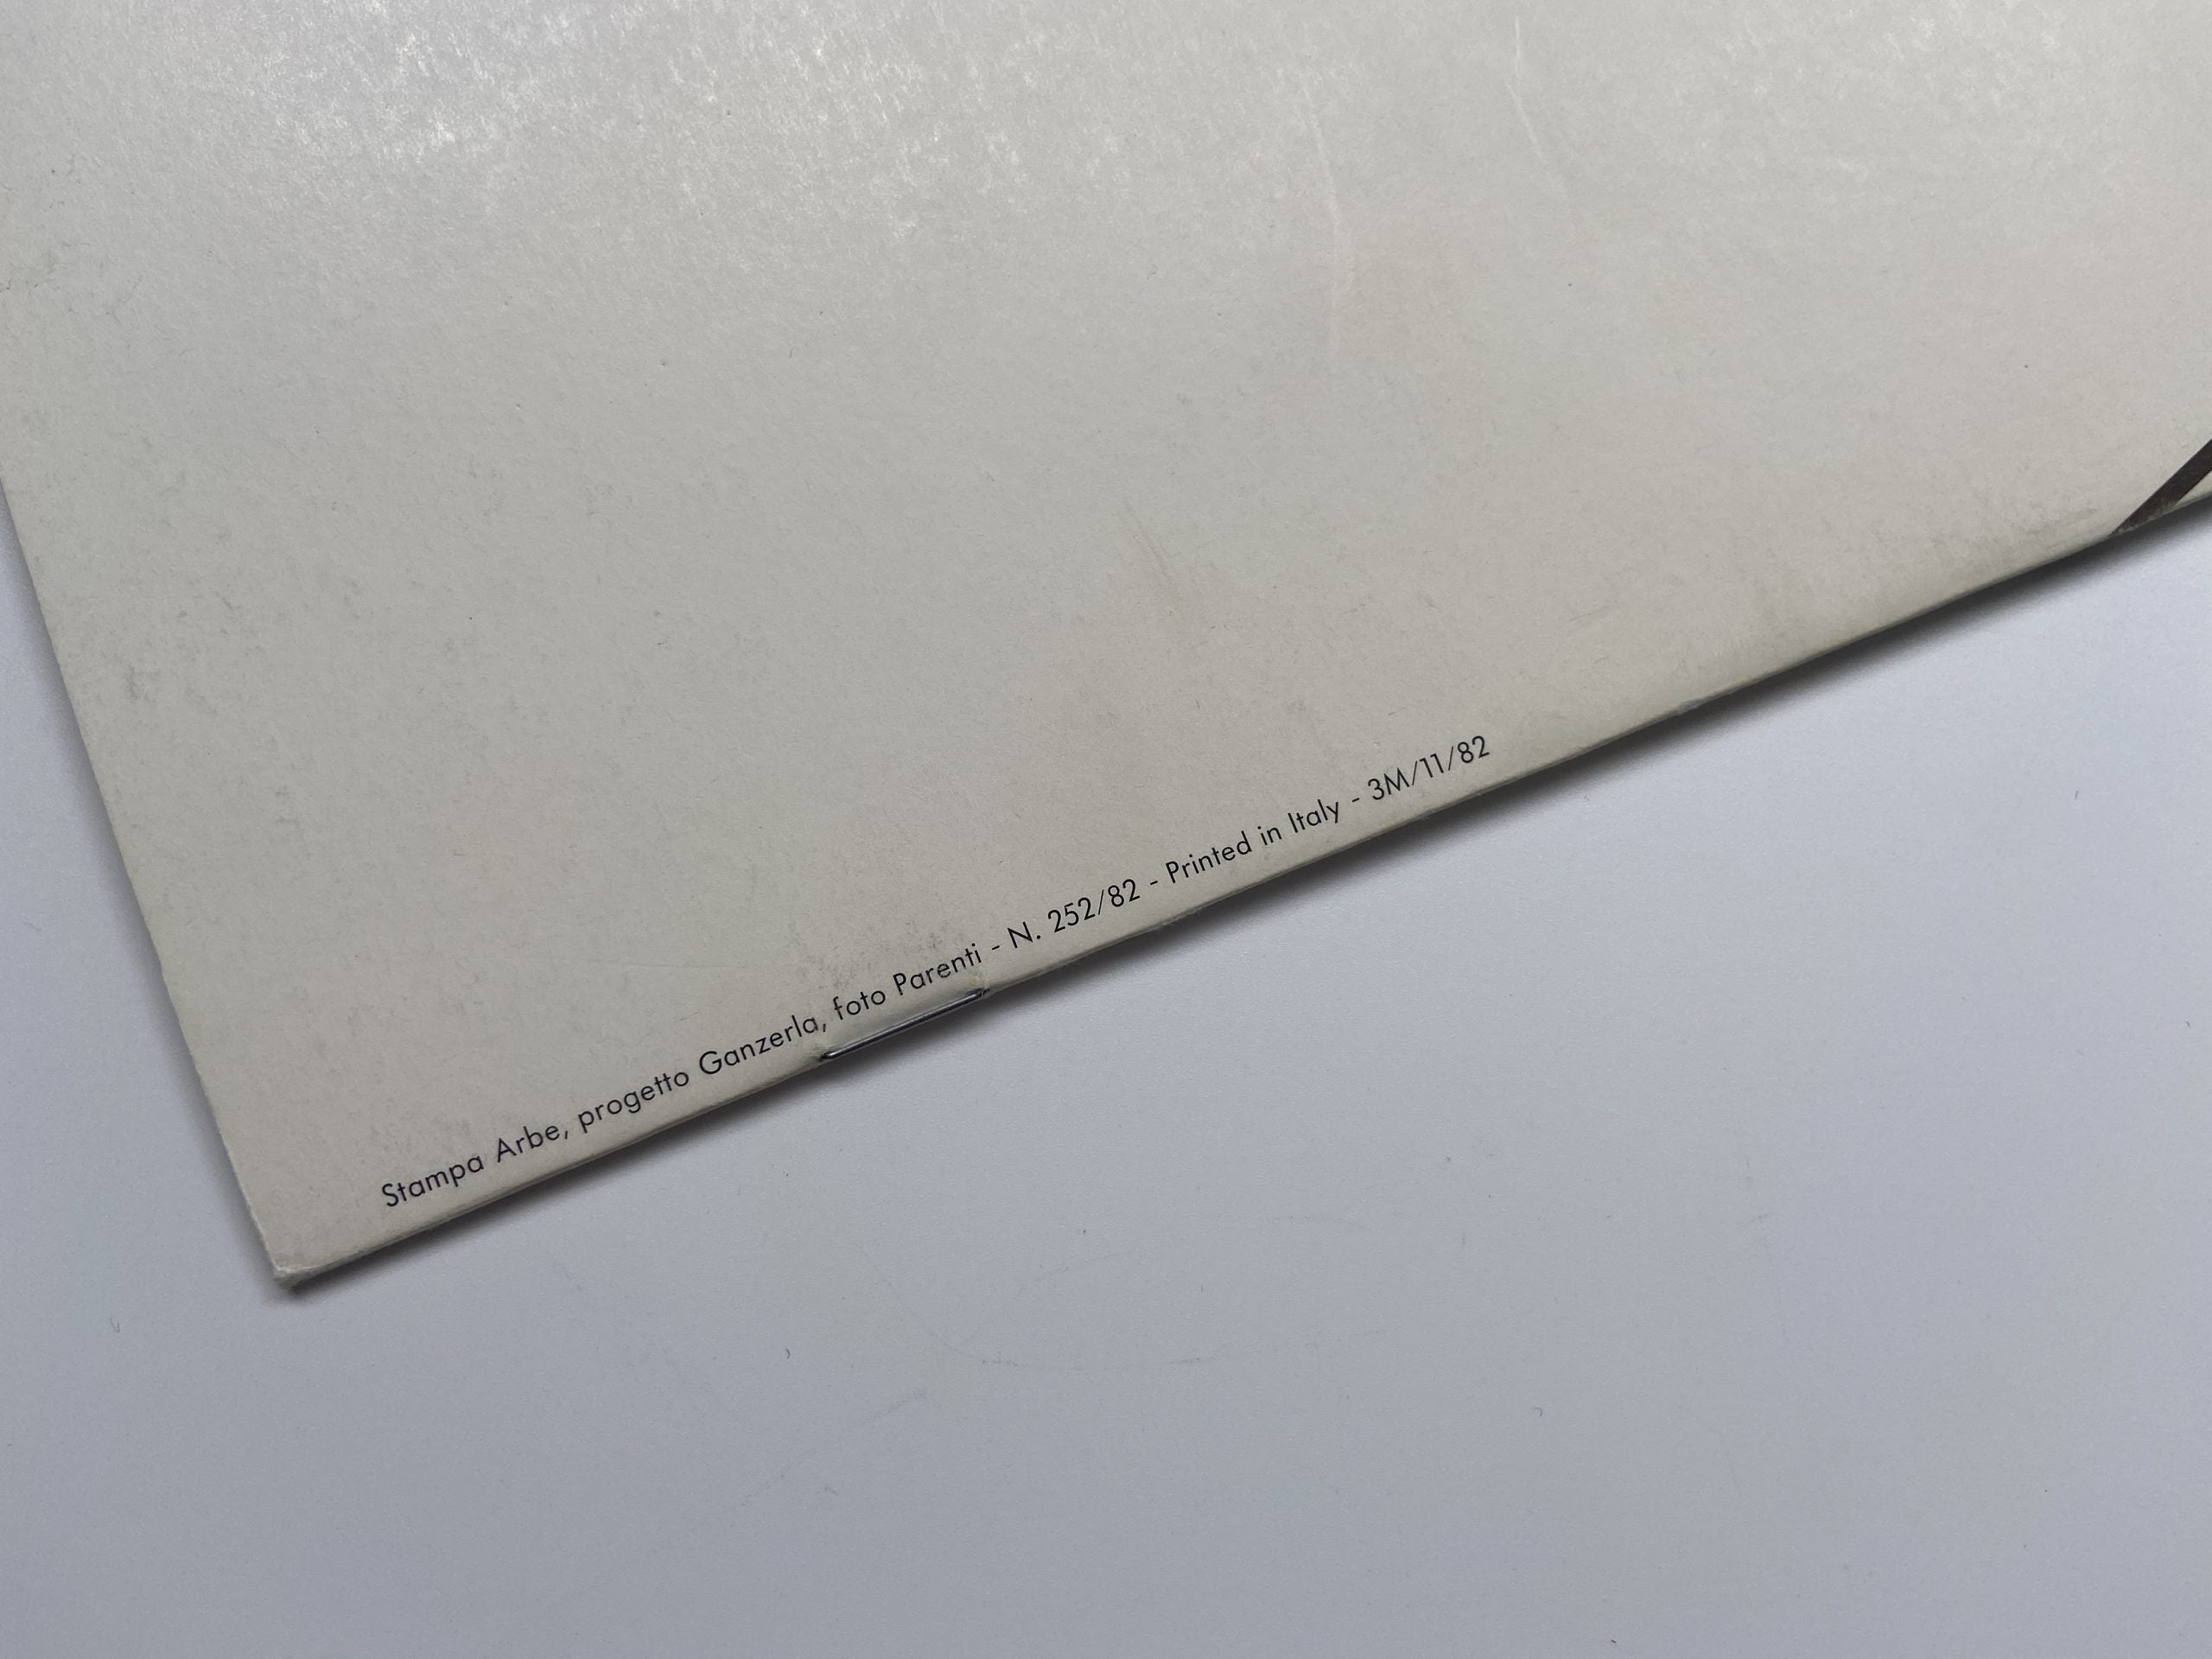 Stampa Arbe, progetto Ganzerla, foto Parenti - N. 252/82 - Printed in Italy - 3M/11/82